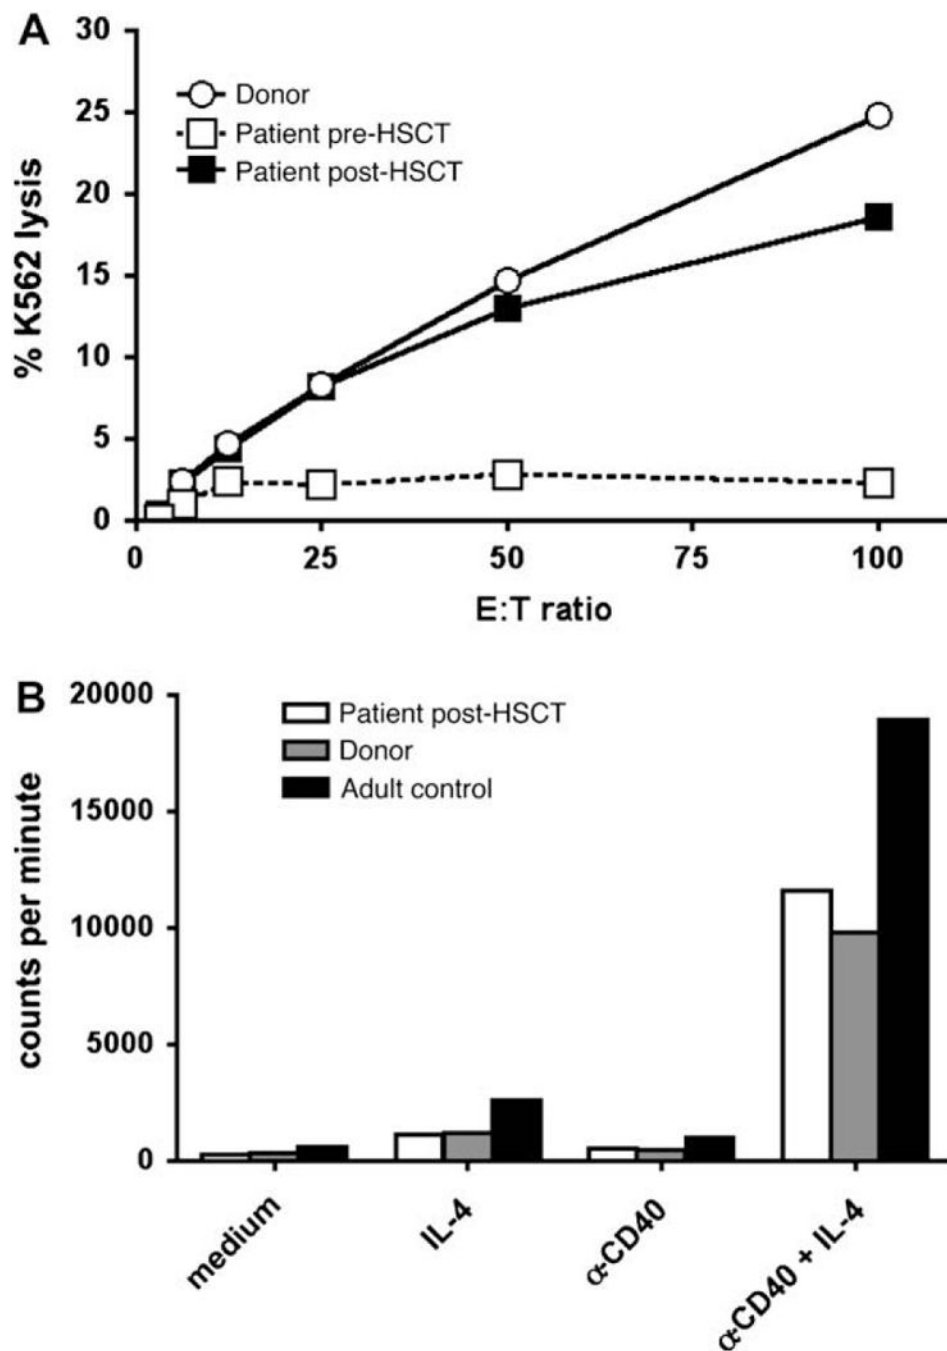 A
30
25
20
15
10
5
0
% K562 lysis
Donor
Patient pre-HSCT
Patient post-HSCT
0 25 50 75 100
E:T ratio
B
20000
15000
10000
5000
0
counts per minute
Patient post-HSCT
Donor
Adult control
medium
IL-4
α-CD40
α-CD40 + IL-4